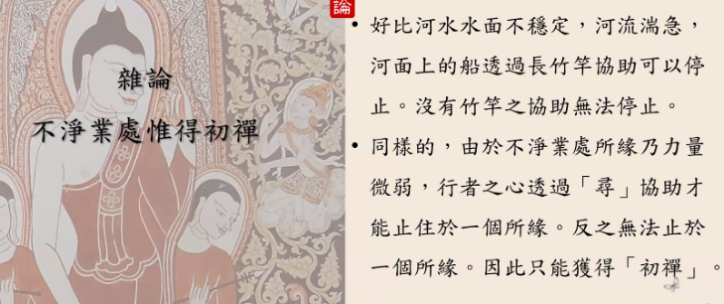 雜論
不淨業處惟得初禪
論
• 好比河水水面不穩定，河流湍急，
河面上的船透過長竹竿協助可以停
止。沒有竹竿之協助無法停止。
• 同樣的，由於不淨業處所緣乃力量
微弱，行者之心透過「尋」協助才
能止住於一個所緣。反之無法止於
一個所緣。因此只能獲得「初禪」。